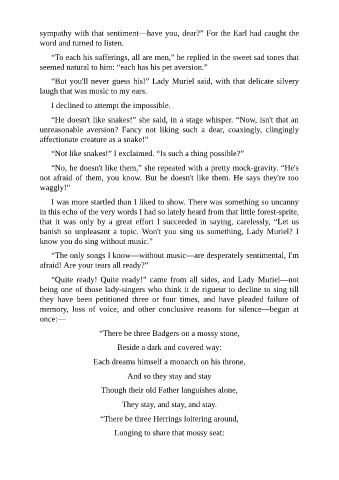 sympathy with that sentiment—have you, dear?” For the Earl had caught the
word and turned to listen.
“To each his sufferings, all are men,” he replied in the sweet sad tones that
seemed natural to him: “each has his pet aversion.”
“But you'll never guess his!” Lady Muriel said, with that delicate silvery
laugh that was music to my ears.
I declined to attempt the impossible.
“He doesn't like snakes!” she said, in a stage whisper. “Now, isn't that an
unreasonable aversion? Fancy not liking such a dear, coaxingly, clingingly
affectionate creature as a snake!”
“Not like snakes!” I exclaimed. “Is such a thing possible?”
“No, he doesn't like them,” she repeated with a pretty mock-gravity. “He's
not afraid of them, you know. But he doesn't like them. He says they're too
waggly!”
I was more startled than I liked to show. There was something so uncanny
in this echo of the very words I had so lately heard from that little forest-sprite,
that it was only by a great effort I succeeded in saying, carelessly, “Let us
banish so unpleasant a topic. Won't you sing us something, Lady Muriel? I
know you do sing without music.”
“The only songs I know—without music—are desperately sentimental, I'm
afraid! Are your tears all ready?”
“Quite ready! Quite ready!” came from all sides, and Lady Muriel—not
being one of those lady-singers who think it de rigueur to decline to sing till
they have been petitioned three or four times, and have pleaded failure of
memory, loss of voice, and other conclusive reasons for silence—began at
once:—
“There be three Badgers on a mossy stone,
Beside a dark and covered way:
Each dreams himself a monarch on his throne,
And so they stay and stay
Though their old Father languishes alone,
They stay, and stay, and stay.
“There be three Herrings loitering around,
Longing to share that mossy seat: